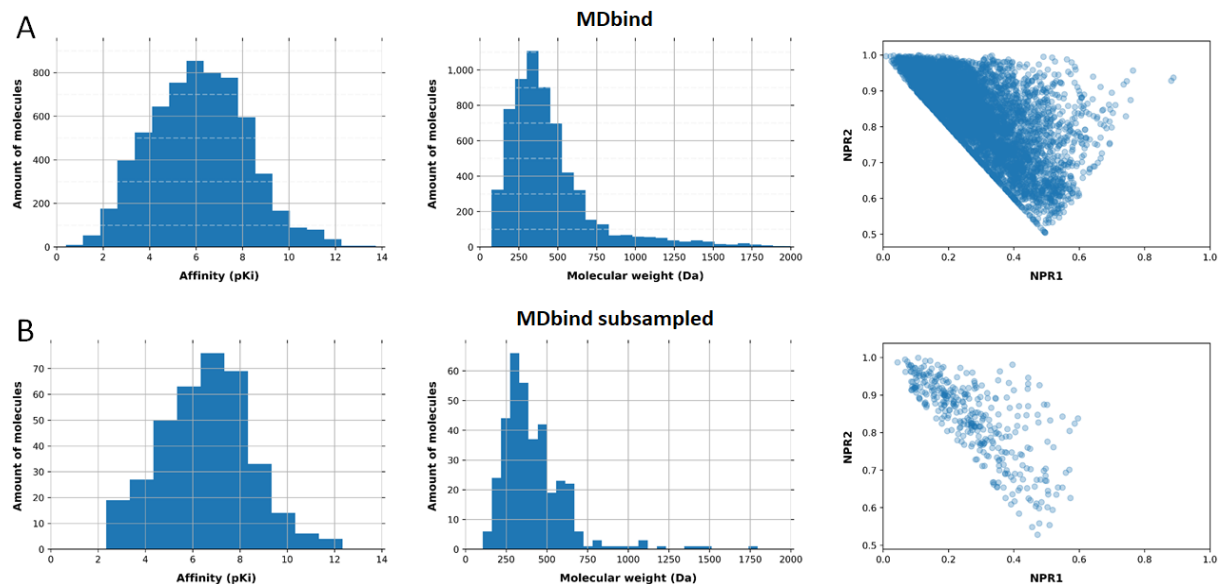 MDbind
A
800
600
400
200
0
0 2 4 6 8 10 12 14
Affinity (pKi)
Amount of molecules
1,000
800
600
400
200
0
0 250 500 750 1000 1250 1500 1750 2000
Molecular weight (Da)
Amount of molecules
1.0
0.9
0.8
0.7
0.6
0.5
0.0 0.2 0.4 0.6 0.8 1.0
NPR1
NPR2
MDbind subsampled
B
70
60
50
40
30
20
10
0
0 2 4 6 8 10 12 14
Affinity (pKi)
Amount of molecules
60
50
40
30
20
10
0
0 250 500 750 1000 1250 1500 1750 2000
Molecular weight (Da)
Amount of molecules
1.0
0.9
0.8
0.7
0.6
0.5
0.0 0.2 0.4 0.6 0.8 1.0
NPR1
NPR2